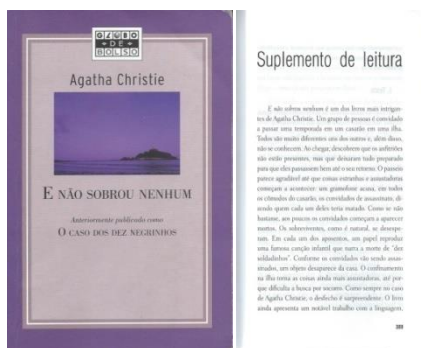 GLOBO
DE
BOLSO
Agatha Christie
E NÃO SOBROU NENHUM
Anteriormente publicado como
O CASO DOS DEZ NEGRINHOS
Suplemento de leitura
E não sobrou nenhum é um dos livros mais intrigan-
tes de Agatha Christie. Um grupo de pessoas é convidado
a passar uma temporada em um casarão em uma ilha.
Todos são muito diferentes uns dos outros e, além disso,
não se conhecem. Ao chegar, descobrem que os anfitriões
não estão presentes, mas que deixaram tudo preparado
para que eles passassem bem até o seu retorno. O passeio
parece agradável até que coisas estranhas e assustadoras
começam a acontecer: um gramofone acusa, em todos
os cômodos do casarão, os convidados de assassinato, di-
zendo quem cada um deles teria matado. Como se não
bastasse, aos poucos os convidados começam a aparecer
mortos. Os sobreviventes, como é natural, se desespe-
ram. Em cada um dos aposentos, um papel reproduz
uma famosa canção infantil que narra a morte de "dez
soldadinhos". Conforme os convidados vão sendo assas-
sinados, um objeto desaparece da casa. O confinamento
na ilha torna as coisas ainda mais assustadoras, até por-
que dificulta a busca por socorro. Como sempre no caso
de Agatha Christie, o desfecho é surpreendente. O livro
ainda apresenta um notável trabalho com a linguagem,